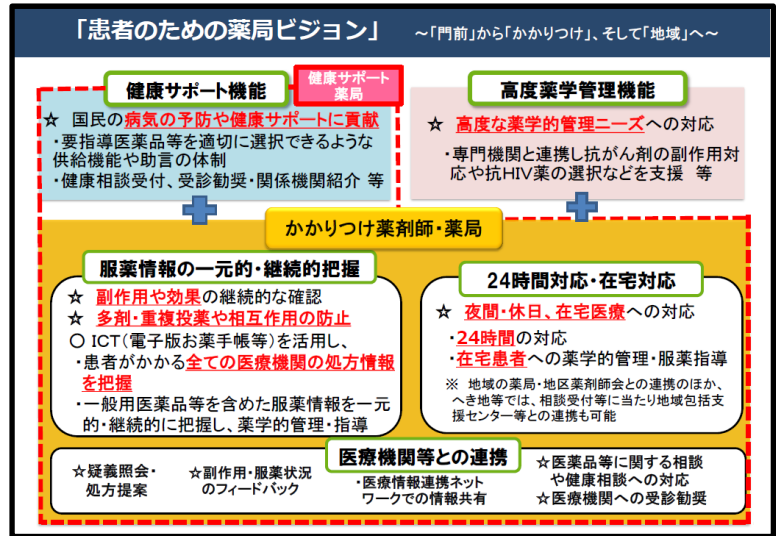 「患者のための薬局ビジョン」 ～「門前」から「かかりつけ」、そして「地域」へ～
健康サポート機能
健康サポート
薬局
☆ 国民の病気の予防や健康サポートに貢献
・要指導医薬品等を適切に選択できるような
供給機能や助言の体制
・健康相談受付、受診勧奨・関係機関紹介 等
高度薬学管理機能
☆ 高度な薬学的管理ニーズへの対応
・専門機関と連携し抗がん剤の副作用対
応や抗HIV薬の選択などを支援 等
かかりつけ薬剤師・薬局
服薬情報の一元的・継続的把握
☆ 副作用や効果の継続的な確認
☆ 多剤・重複投薬や相互作用の防止
○ ICT(電子版お薬手帳等)を活用し、
・患者がかかる全ての医療機関の処方情報
を把握
・一般用医薬品等を含めた服薬情報を一元
的・継続的に把握し、薬学的管理・指導
24時間対応・在宅対応
☆ 夜間・休日、在宅医療への対応
・24時間の対応
・在宅患者への薬学的管理・服薬指導
※ 地域の薬局・地区薬剤師会との連携のほか、
へき地等では、相談受付等に当たり地域包括支
援センター等との連携も可能
医療機関等との連携
☆疑義照会・
処方提案
☆副作用・服薬状況
のフィードバック
・医療情報連携ネット
ワークでの情報共有
☆医薬品等に関する相談
や健康相談への対応
☆医療機関への受診勧奨